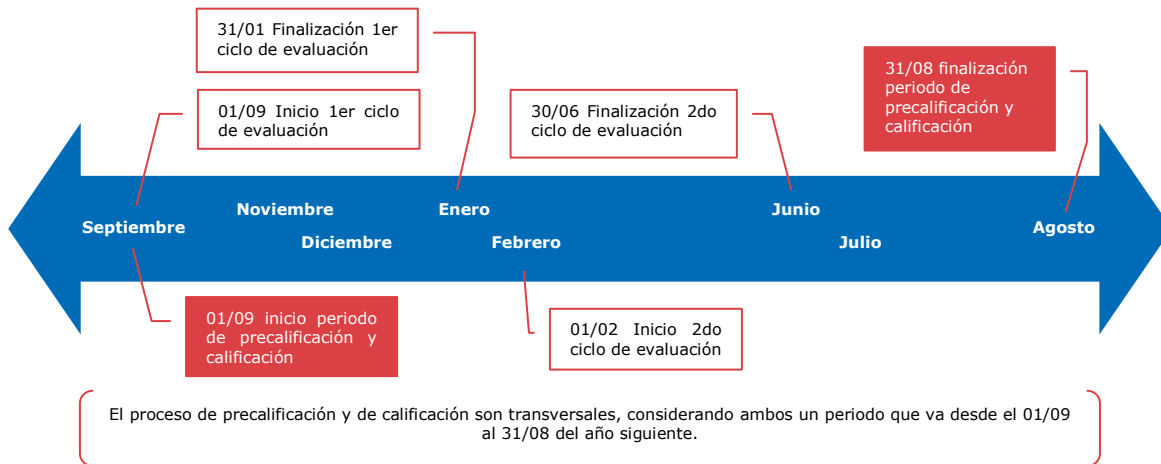 31/01 Finalización 1er
ciclo de evaluación
01/09 Inicio 1er ciclo
de evaluación
30/06 Finalización 2do
ciclo de evaluación
31/08 finalización
periodo de
precalificación y
calificación
Septiembre
Noviembre
Diciembre
Enero
Febrero
Junio
Julio
Agosto
01/09 inicio periodo
de precalificación y
calificación
01/02 Inicio 2do
ciclo de evaluación
El proceso de precalificación y de calificación son transversales, considerando ambos un periodo que va desde el 01/09
al 31/08 del año siguiente.